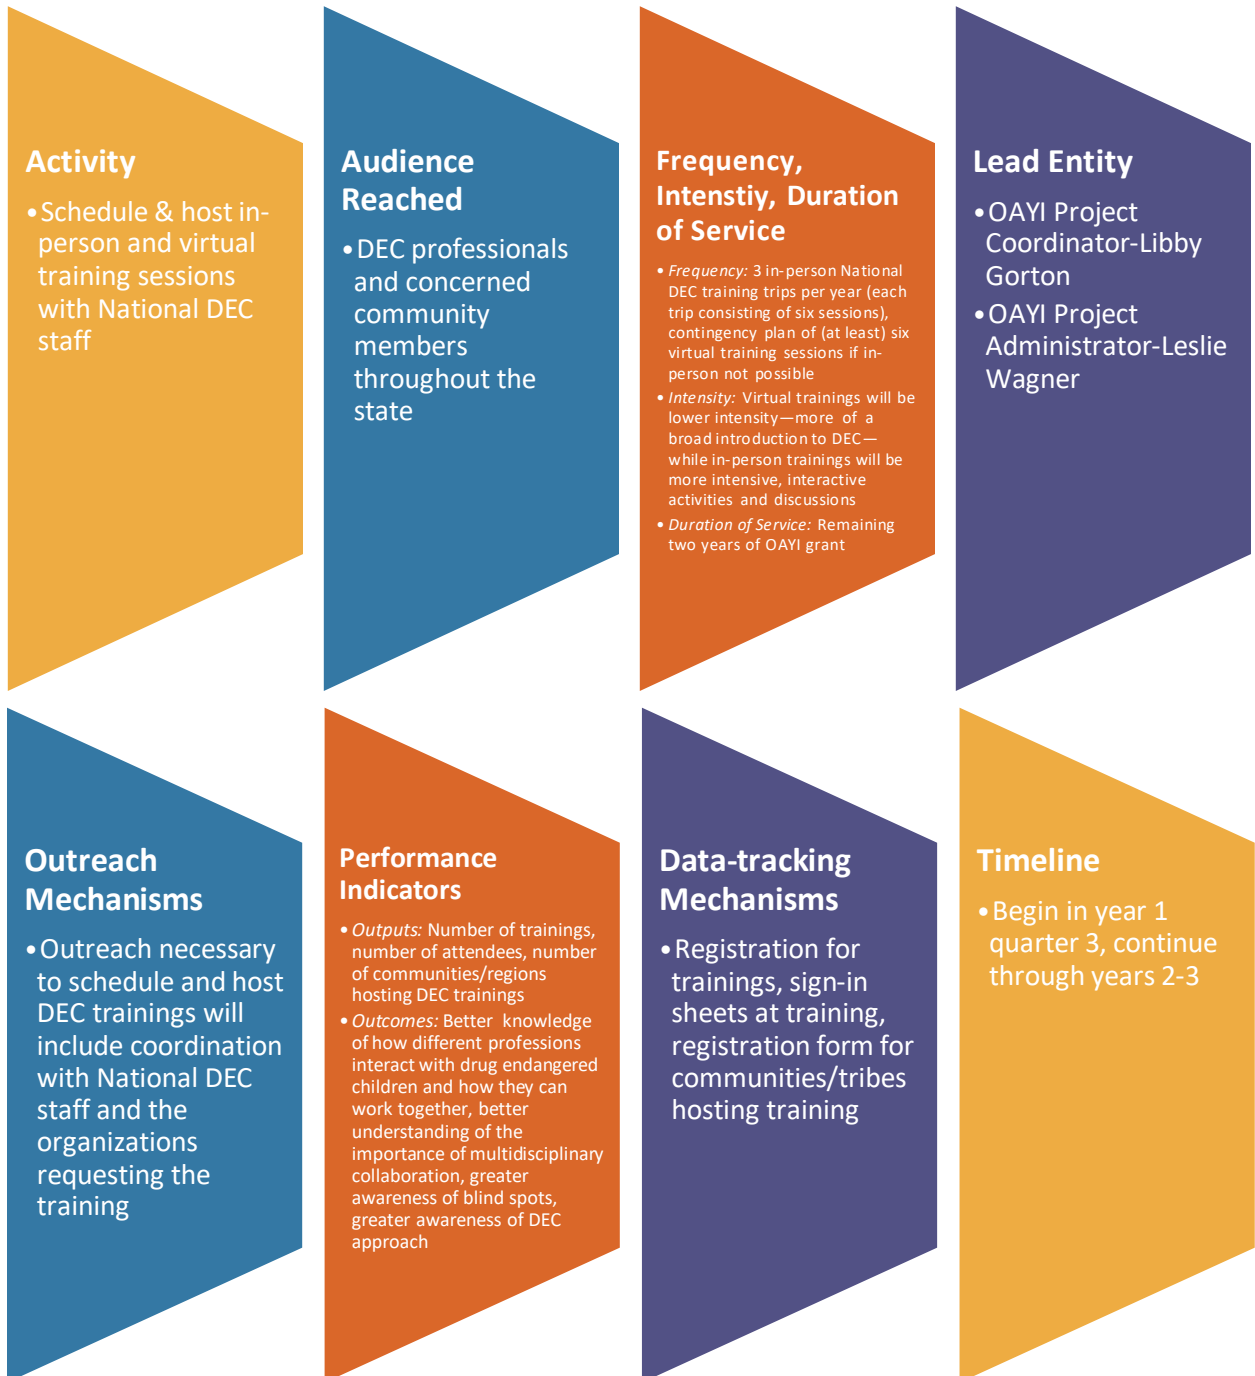 Activity
•Schedule & host in-
person and virtual
training sessions
with National DEC
staff
Audience
Reached
•DEC professionals
and concerned
community
members
throughout the
state
Frequency,
Intenstiy, Duration
of Service
•Frequency: 3 in-person National
DEC training trips per year (each
trip consisting of six sessions),
contingency plan of (at least) six
virtual training sessions if in-
person not possible
•Intensity: Virtual trainings will be
lower intensity—more of a
broad introduction to DEC—
while in-person trainings will be
more intensive, interactive
activities and discussions
•Duration of Service: Remaining
two years of OAYI grant
Lead Entity
•OAYI Project
Coordinator-Libby
Gorton
•OAYI Project
Administrator-Leslie
Wagner
Outreach
Mechanisms
•Outreach necessary
to schedule and host
DEC trainings will
include coordination
with National DEC
staff and the
organizations
requesting the
training
Performance
Indicators
•Outputs: Number of trainings,
number of attendees, number
of communities/regions
hosting DEC trainings
•Outcomes: Better knowledge
of how different professions
interact with drug endangered
children and how they can
work together, better
understanding of the
importance of multidisciplinary
collaboration, greater
awareness of blind spots,
greater awareness of DEC
approach
Data-tracking
Mechanisms
•Registration for
trainings, sign-in
sheets at training,
registration form for
communities/tribes
hosting training
Timeline
•Begin in year 1
quarter 3, continue
through years 2-3